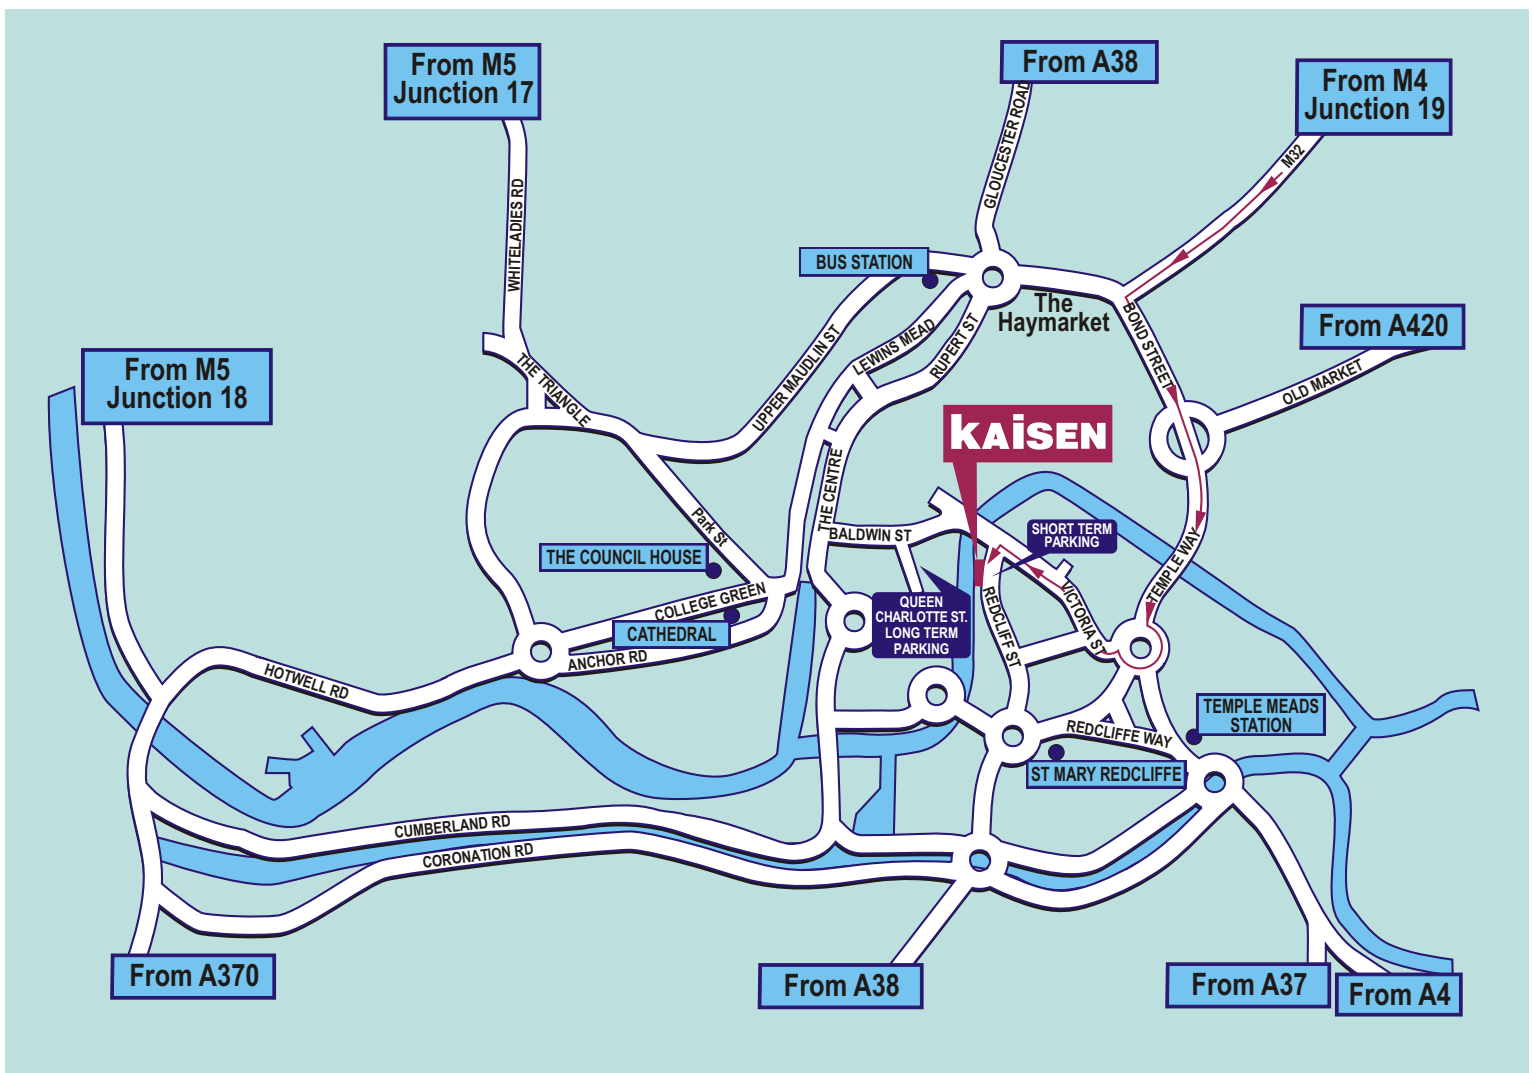 From M5
Junction 17
From A38
From M4
Junction 19
M32
GLOUCESTER ROAD
WHITELADIES RD
BUS STATION
The
Haymarket
BOND STREET
From A420
OLD MARKET
From M5
Junction 18
THE TRIANGLE
UPPER MAUDLIN ST
LEWINS MEAD
RUPERT ST
KAiSEN
THE CENTRE
Park St
BALDWIN ST
SHORT TERM
PARKING
TEMPLE WAY
THE COUNCIL HOUSE
COLLEGE GREEN
QUEEN
CHARLOTTE ST.
LONG TERM
PARKING
REDCLIFF ST
VICTORIA ST
CATHEDRAL
ANCHOR RD
HOTWELL RD
TEMPLE MEADS
STATION
REDCLIFFE WAY
ST MARY REDCLIFFE
CUMBERLAND RD
CORONATION RD
From A370
From A38
From A37
From A4